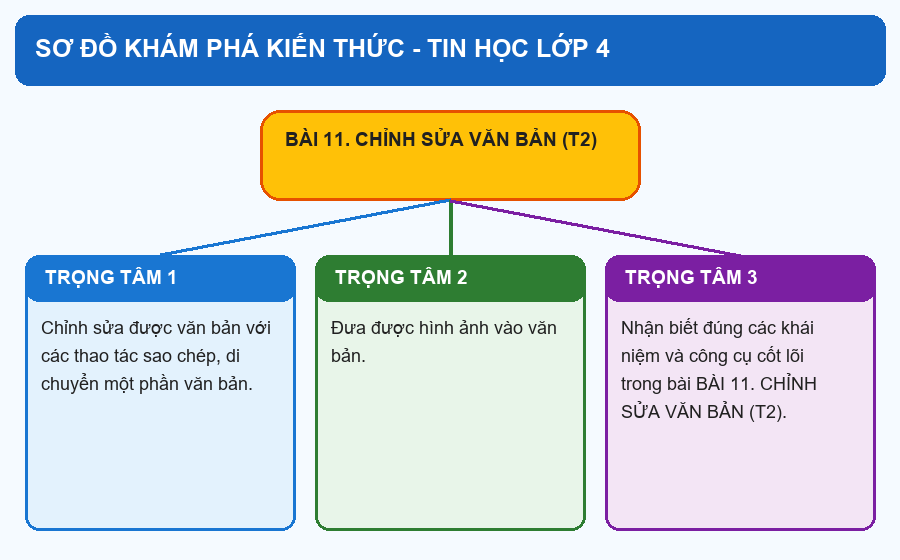 SƠ ĐỒ KHÁM PHÁ KIẾN THỨC - TIN HỌC LỚP 4
BÀI 11. CHỈNH SỬA VĂN BẢN (T2)
TRỌNG TÂM 1
Chỉnh sửa được văn bản với
các thao tác sao chép, di
chuyển một phần văn bản.
TRỌNG TÂM 2
Đưa được hình ảnh vào văn
bản.
TRỌNG TÂM 3
Nhận biết đúng các khái
niệm và công cụ cốt lõi
trong bài BÀI 11. CHỈNH
SỬA VĂN BẢN (T2).